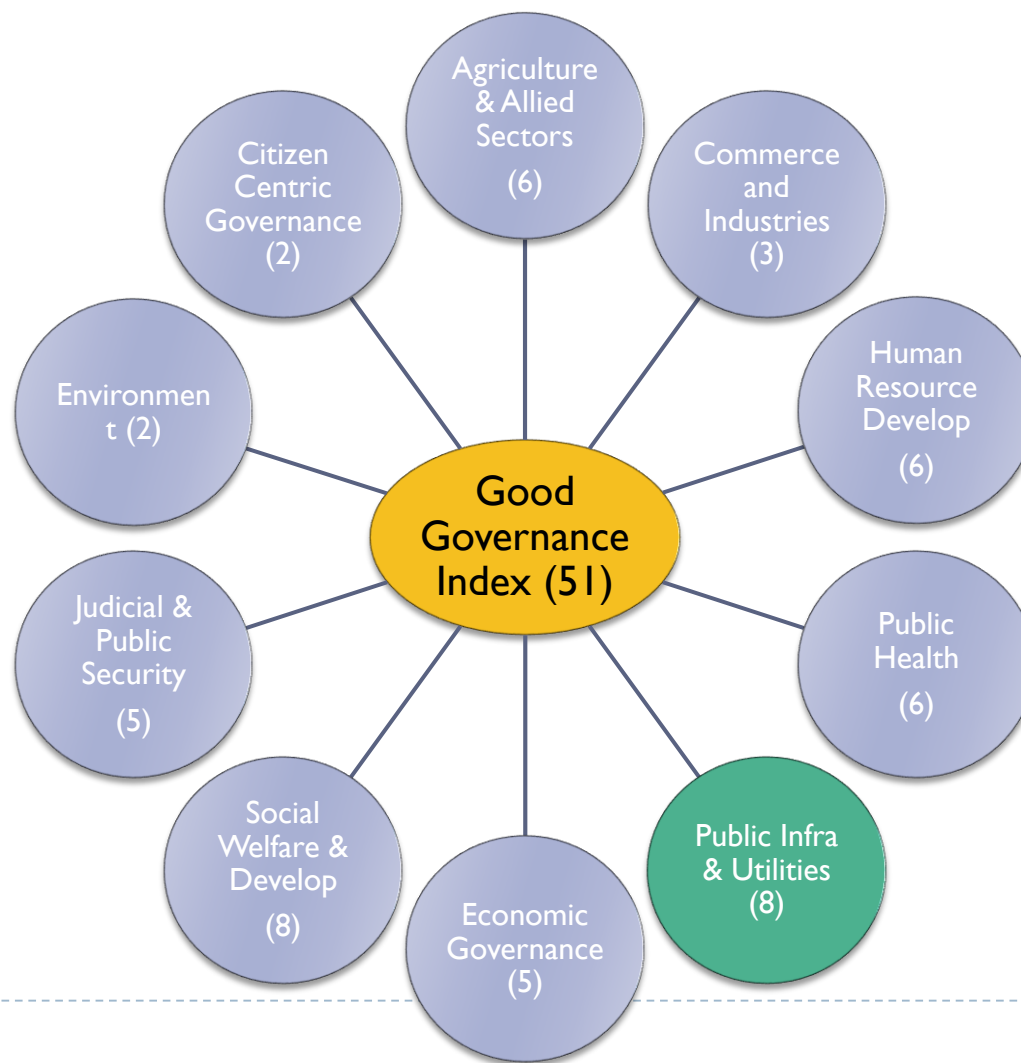 Agriculture
& Allied
Sectors
(6)
Commerce
and
Industries
(3)
Human
Resource
Develop
(6)
Public
Health
(6)
Public Infra
& Utilities
(8)
Economic
Governance
(5)
Social
Welfare &
Develop
(8)
Judicial &
Public
Security
(5)
Environmen
t (2)
Citizen
Centric
Governance
(2)
Good
Governance
Index (51)